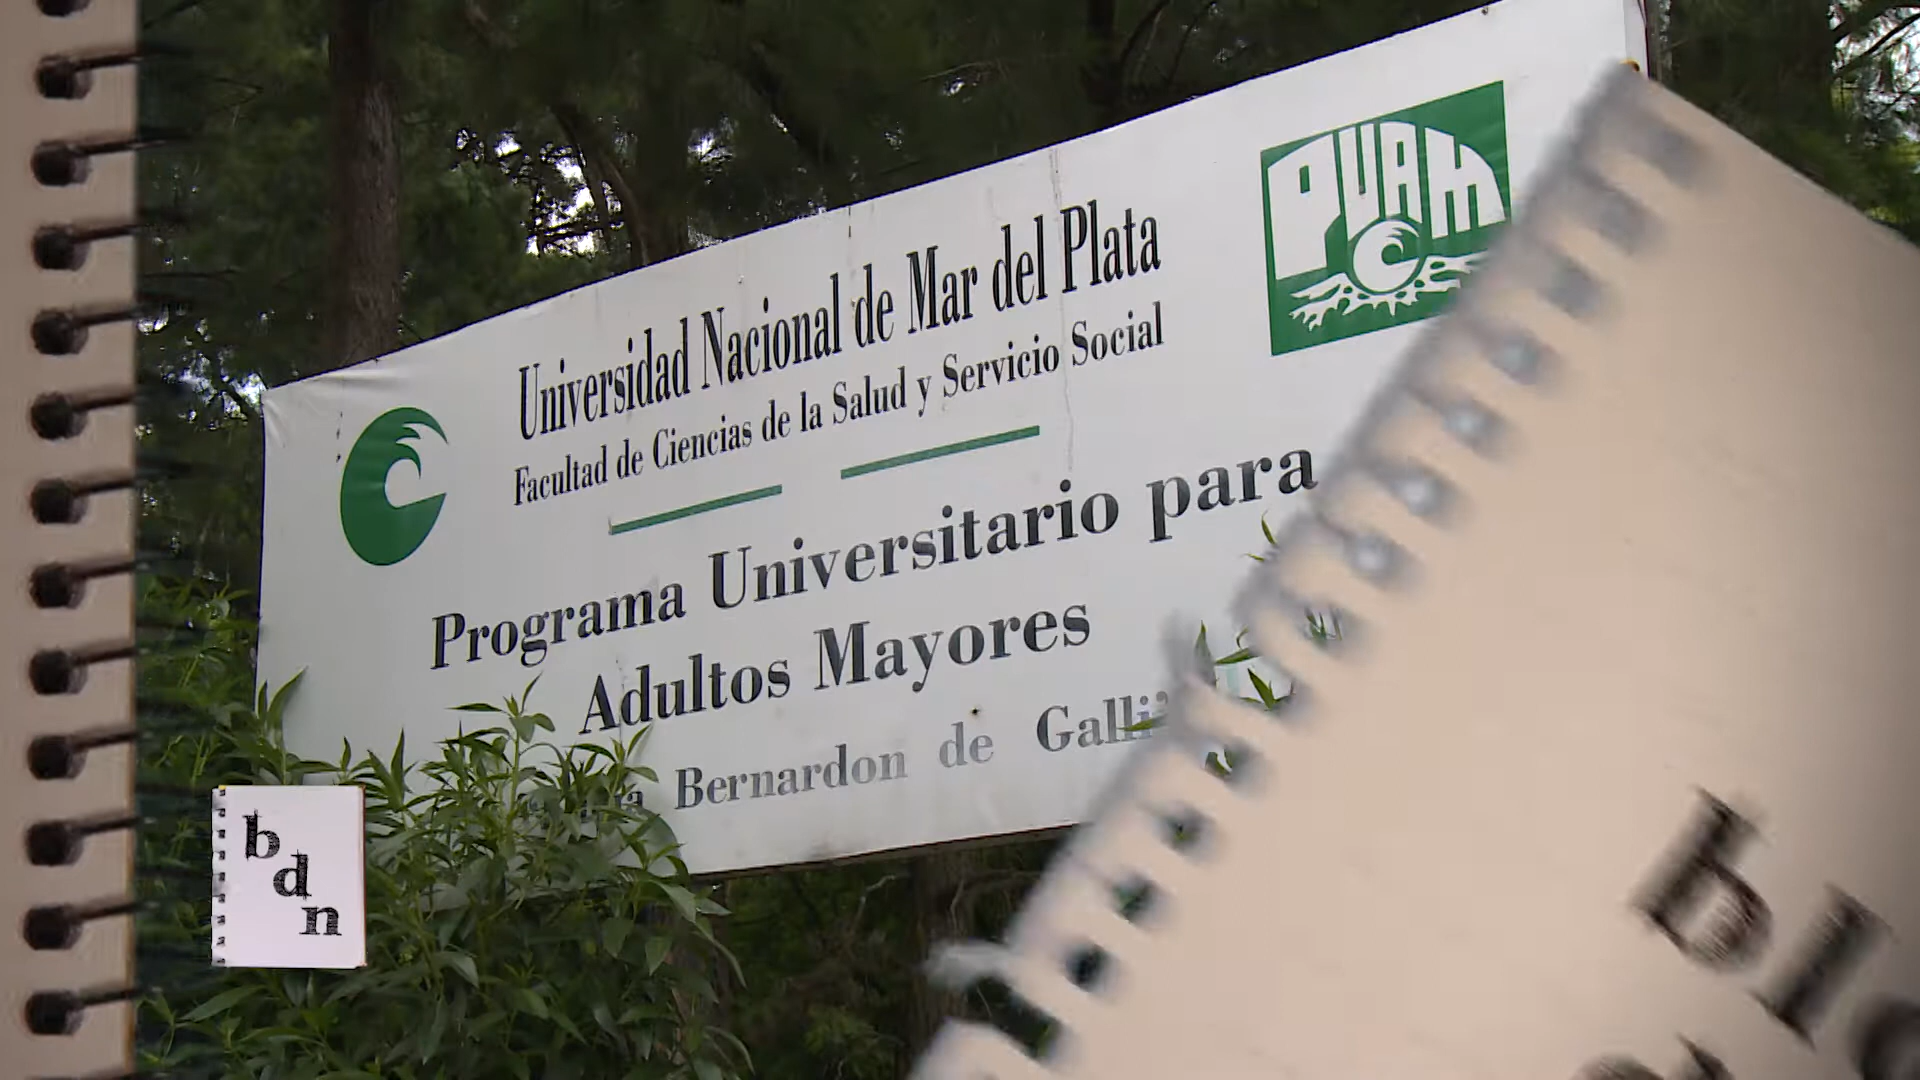 Universidad Nacional de Mar del Plata
Facultad de Ciencias de la Salud y Servicio Social
PUAM
Programa Universitario para
Adultos Mayores
Bernardon de
b
d
n